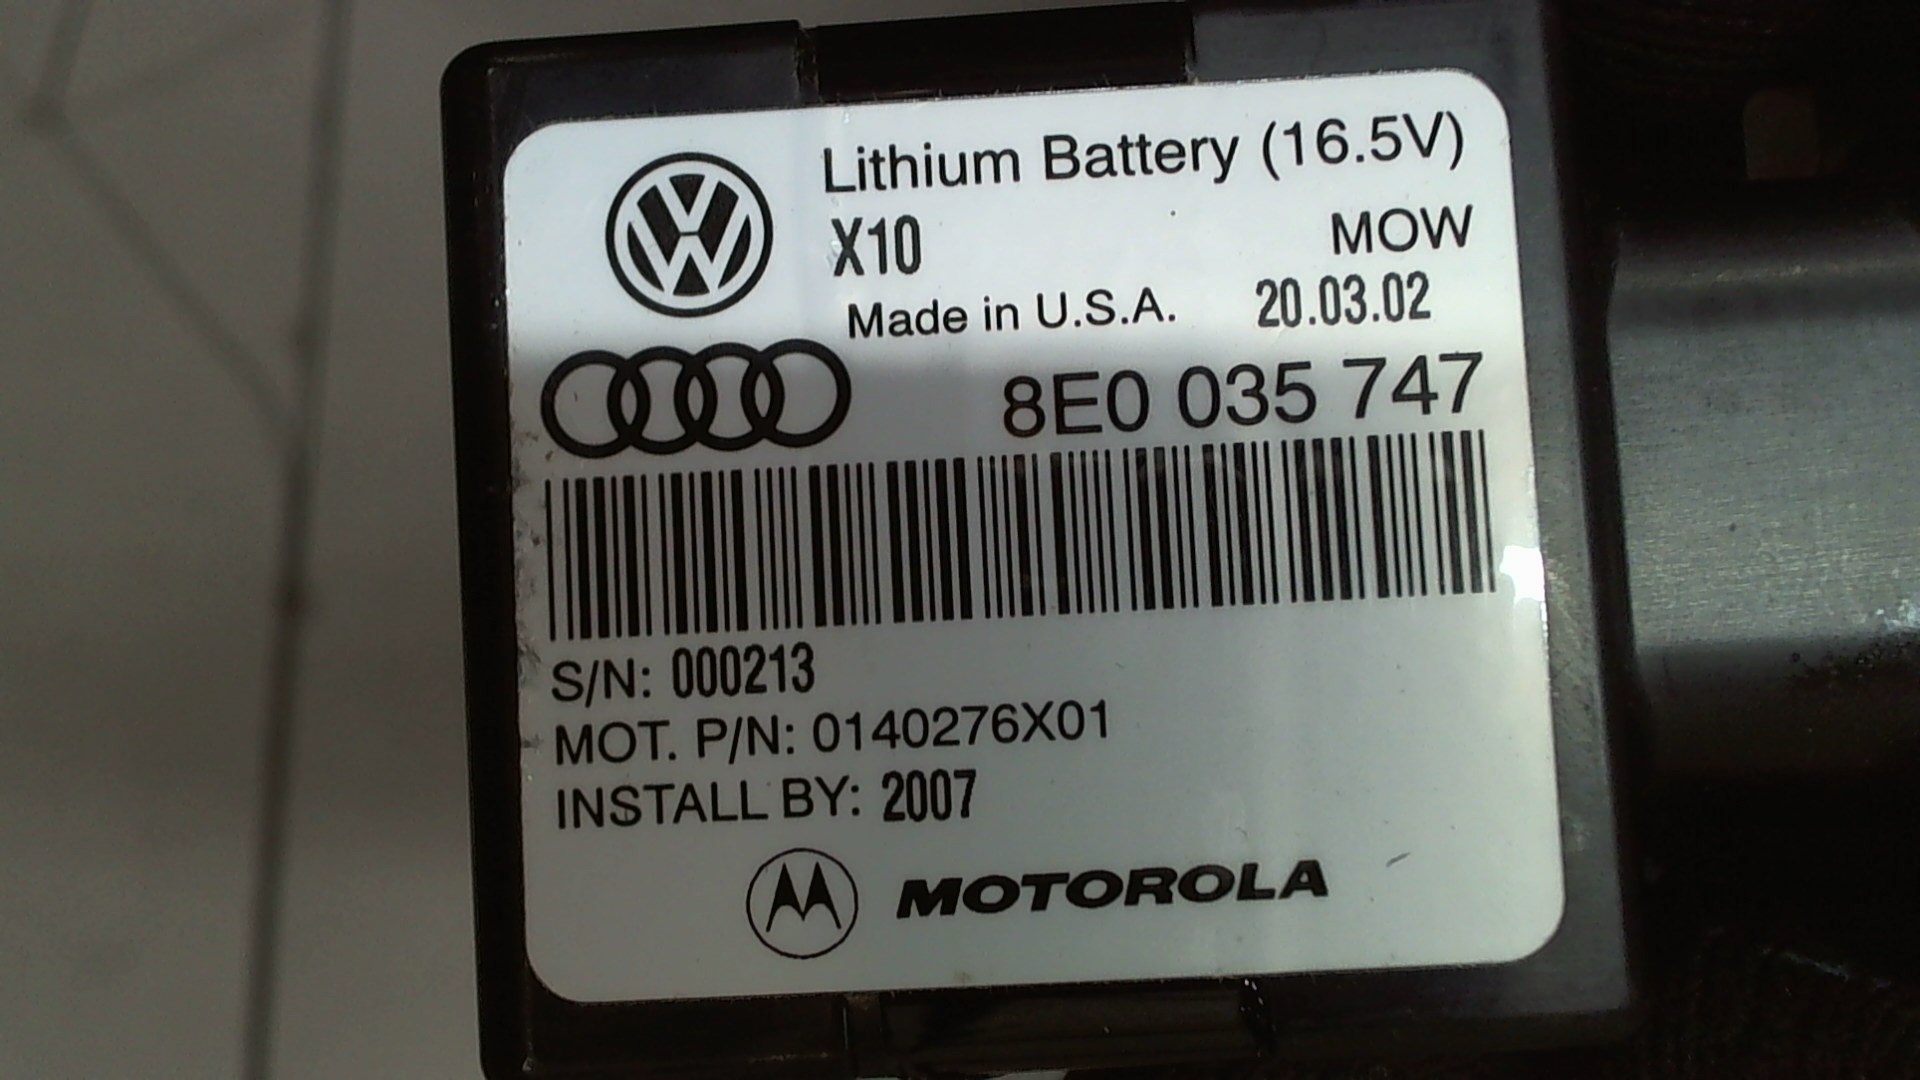 Lithium Battery (16.5V)
X10 MOW
Made in U.S.A. 20.03.02
8E0 035 747
S/N: 000213
MOT. P/N: 0140276X01
INSTALL BY: 2007
MOTOROLA